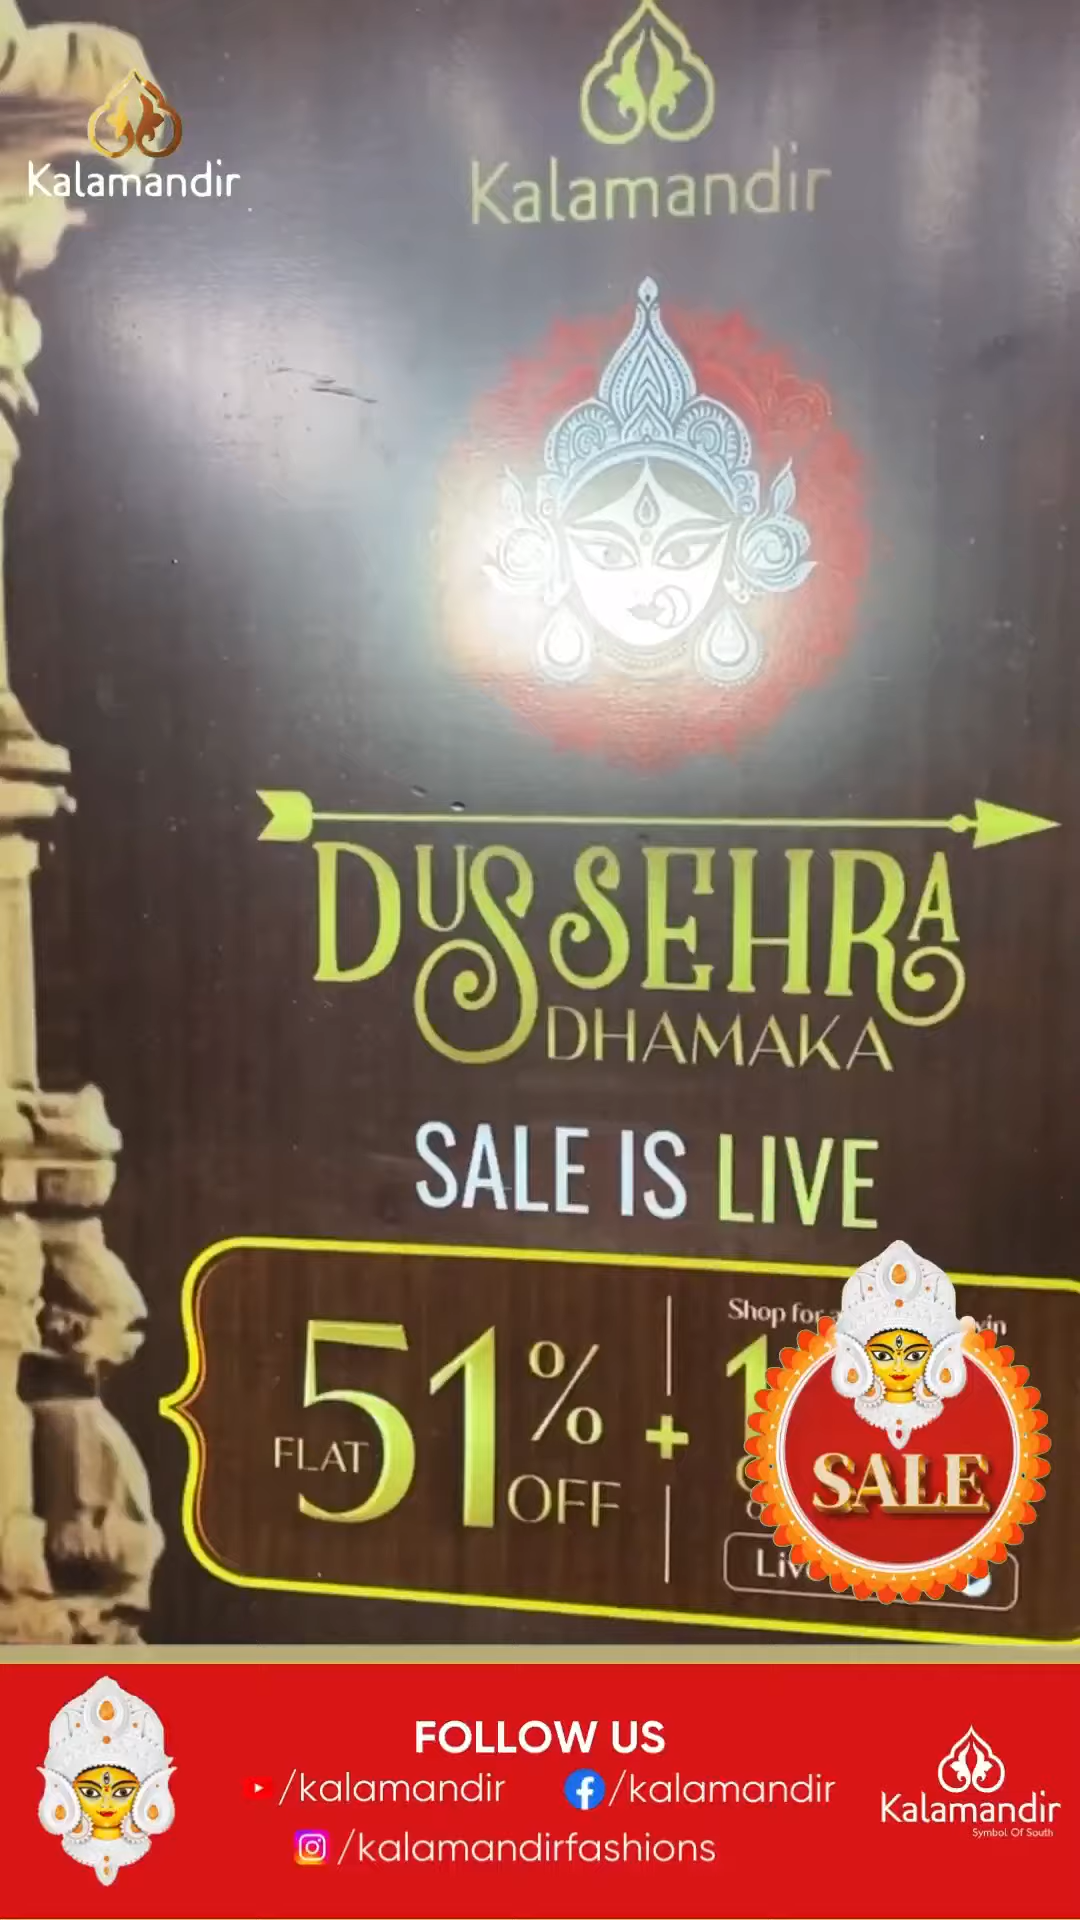 Kalamandir
Kalamandir
DUSSEHRA
DHAMAKA
SALE IS LIVE
FLAT 51% OFF
+
Shop for
SALE
FOLLOW US
/kalamandir
/kalamandir
/kalamandirfashions
Kalamandir
Symbol Of South